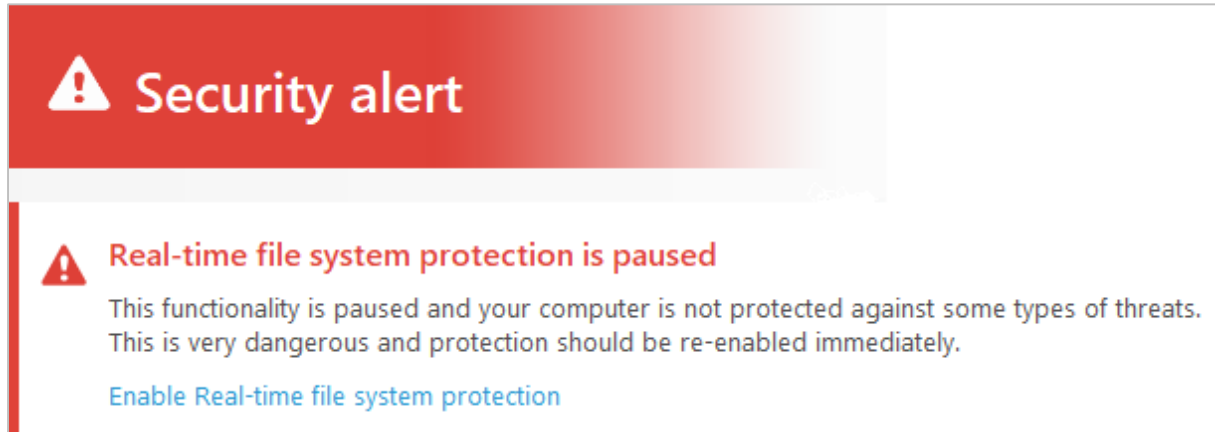 Security alert
Real-time file system protection is paused
This functionality is paused and your computer is not protected against some types of threats.
This is very dangerous and protection should be re-enabled immediately.
Enable Real-time file system protection